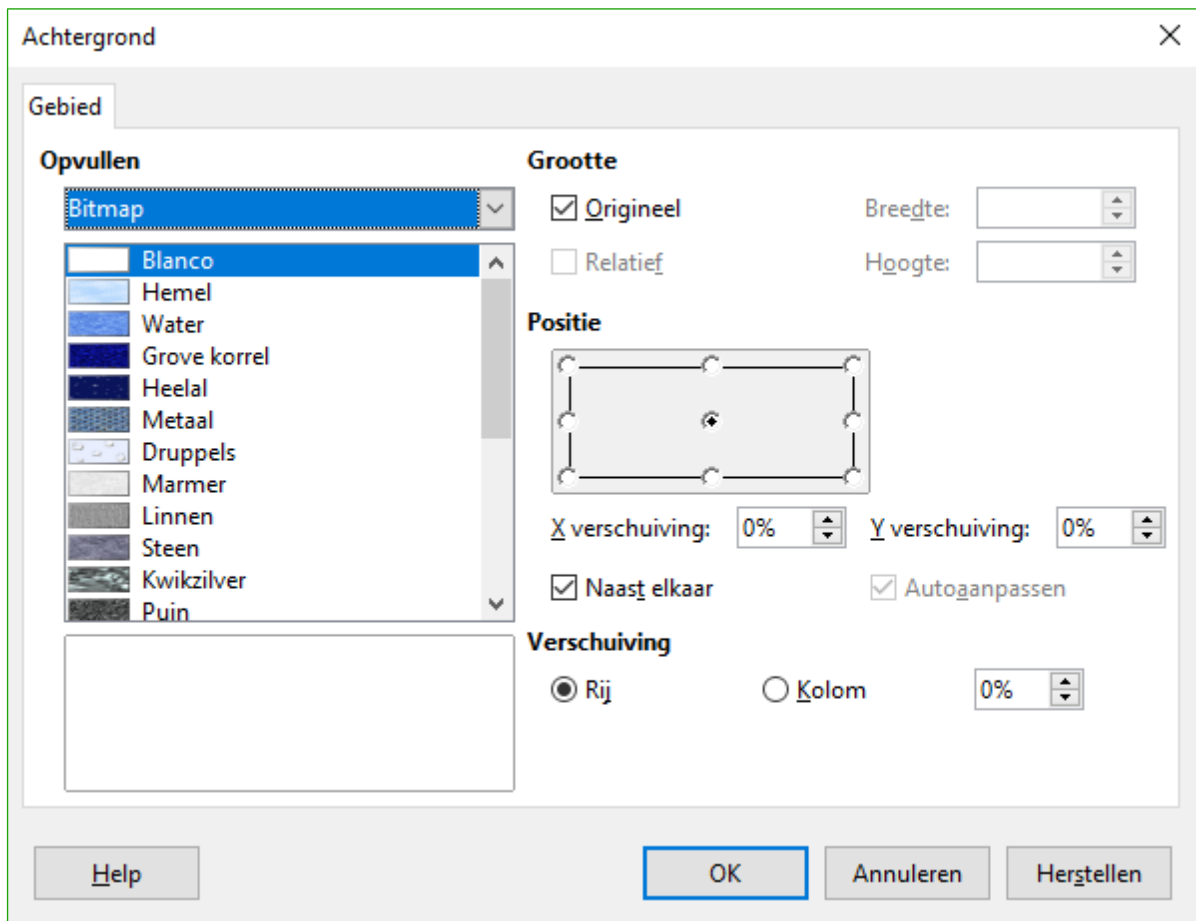 Achtergrond
Gebied
Opvullen
Bitmap
Blanco
Hemel
Water
Grove korrel
Heelal
Metaal
Druppels
Marmer
Linnen
Steen
Kwikzilver
Puin
Grootte
Origineel Breedte:
Relatief Hoogte:
Positie
X verschuiving: 0% Y verschuiving: 0%
Naast elkaar Autoaanpassen
Verschuiving
Rij Kolom 0%
Help OK Annuleren Herstellen